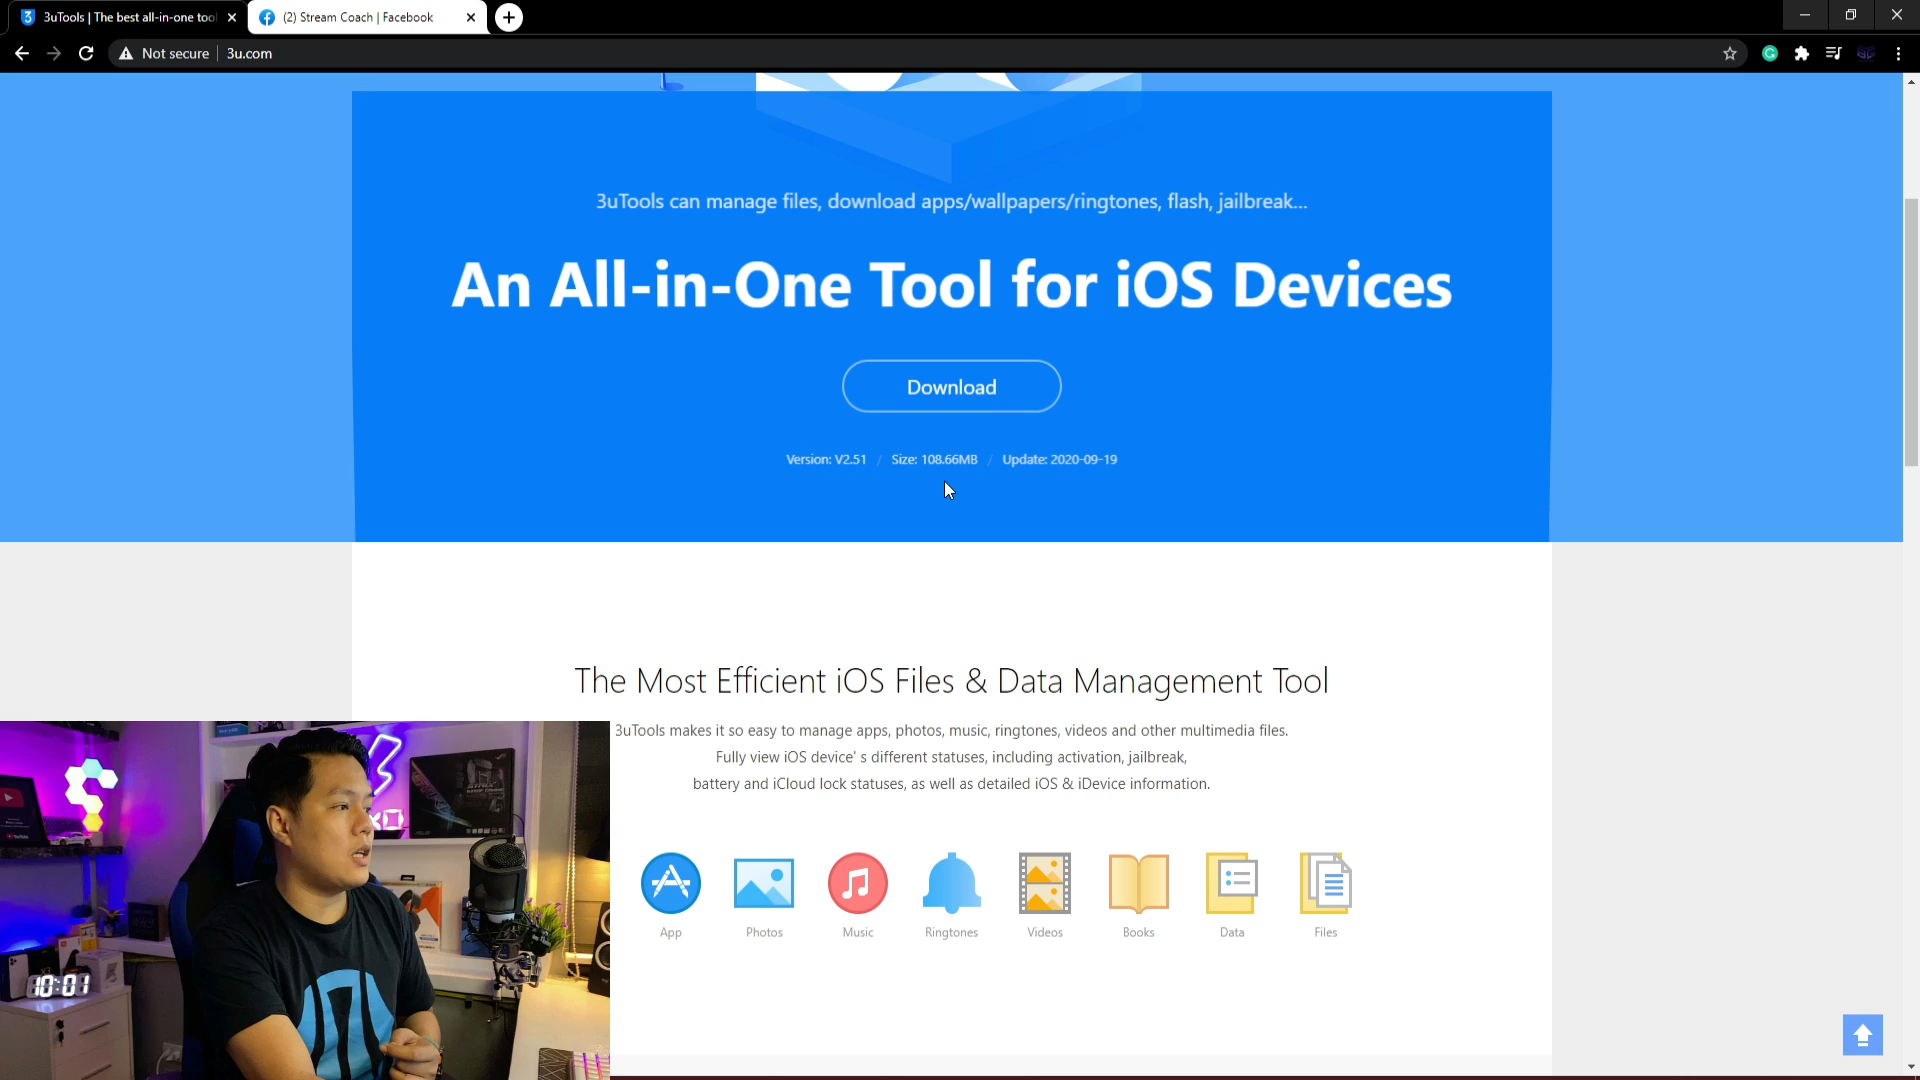 3uTools | The best all-in-one tool
(2) Stream Coach | Facebook
Not secure
3u.com
3uTools can manage files, download apps/wallpapers/ringtones, flash, jailbreak...
An All-in-One Tool for iOS Devices
Download
Version: V2.51 / Size: 108.66MB / Update: 2020-09-19
The Most Efficient iOS Files & Data Management Tool
3uTools makes it so easy to manage apps, photos, music, ringtones, videos and other multimedia files.
Fully view iOS device' s different statuses, including activation, jailbreak,
battery and iCloud lock statuses, as well as detailed iOS & iDevice information.
App
Photos
Music
Ringtones
Videos
Books
Data
Files
10:01